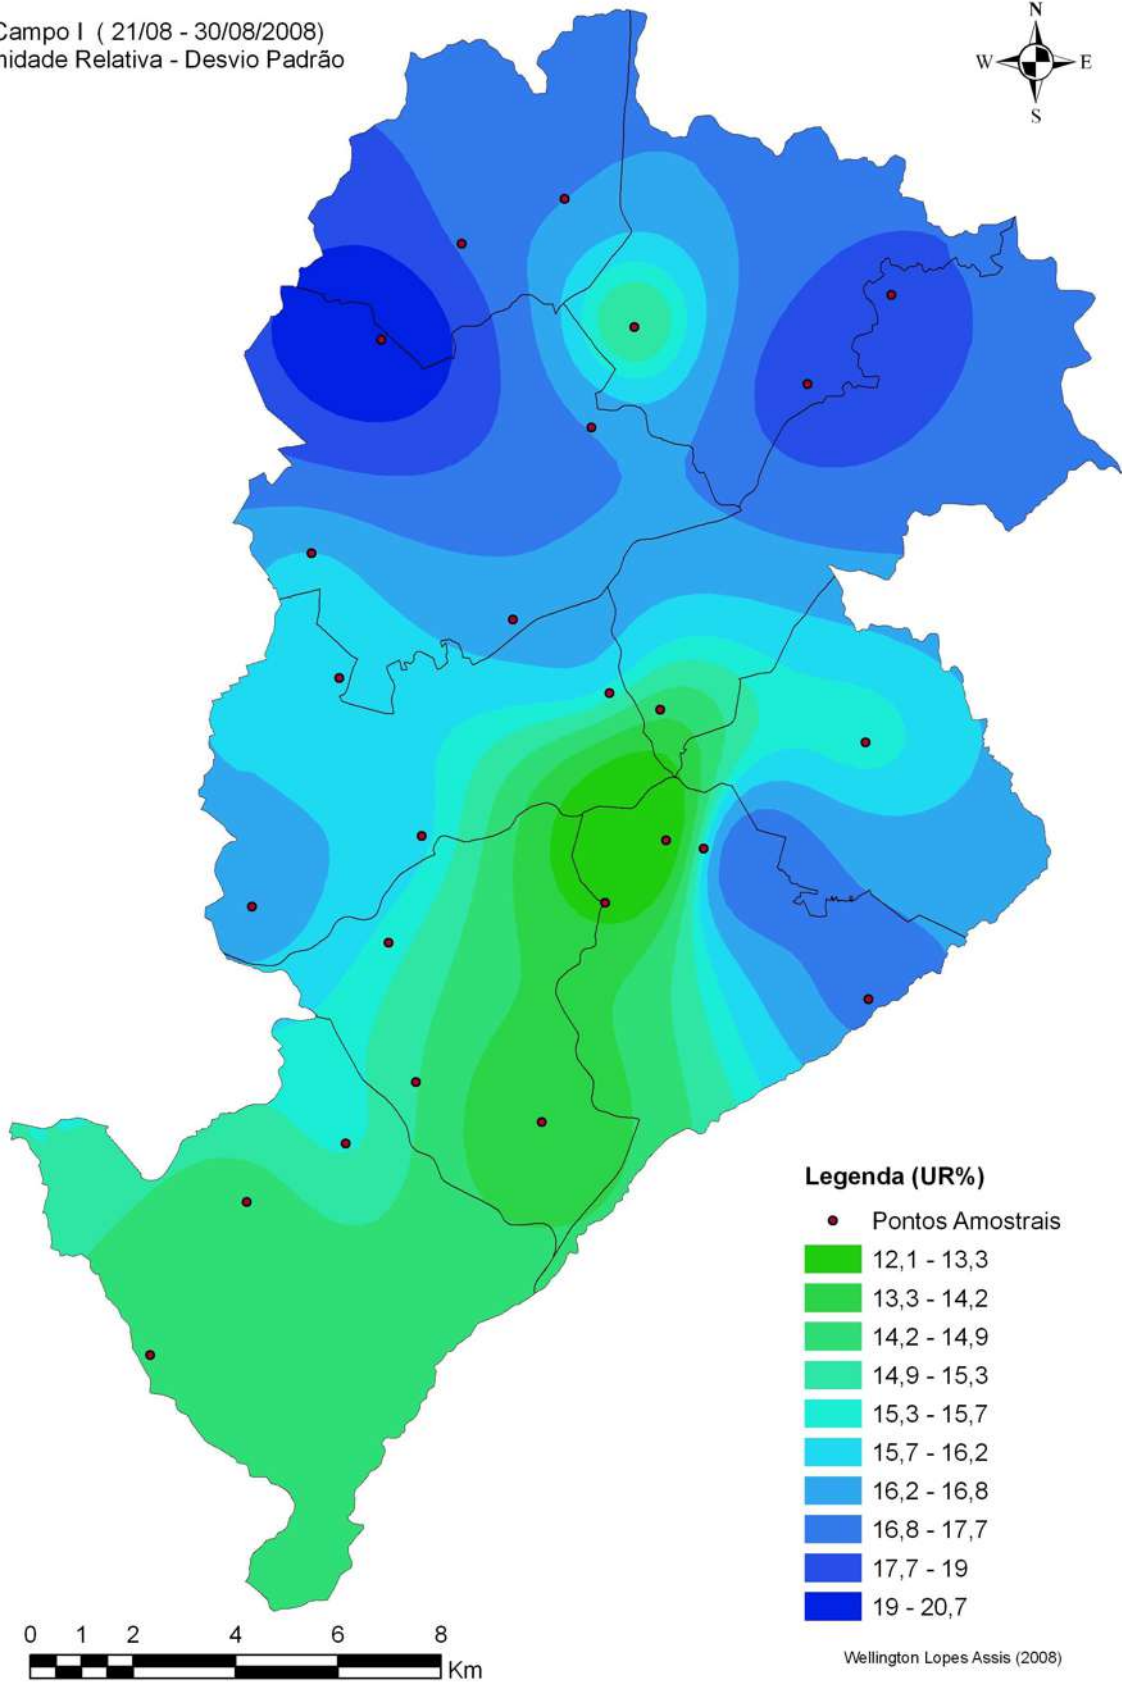 Campo I ( 21/08 - 30/08/2008)
Relativa - Desvio Padrão
N
W E
S
Legenda (UR%)
Pontos Amostrais
12,1 - 13,3
13,3 - 14,2
14,2 - 14,9
14,9 - 15,3
15,3 - 15,7
15,7 - 16,2
16,2 - 16,8
16,8 - 17,7
17,7 - 19
19 - 20,7
0 1 2 4 6 8
Km
Wellington Lopes Assis (2008)